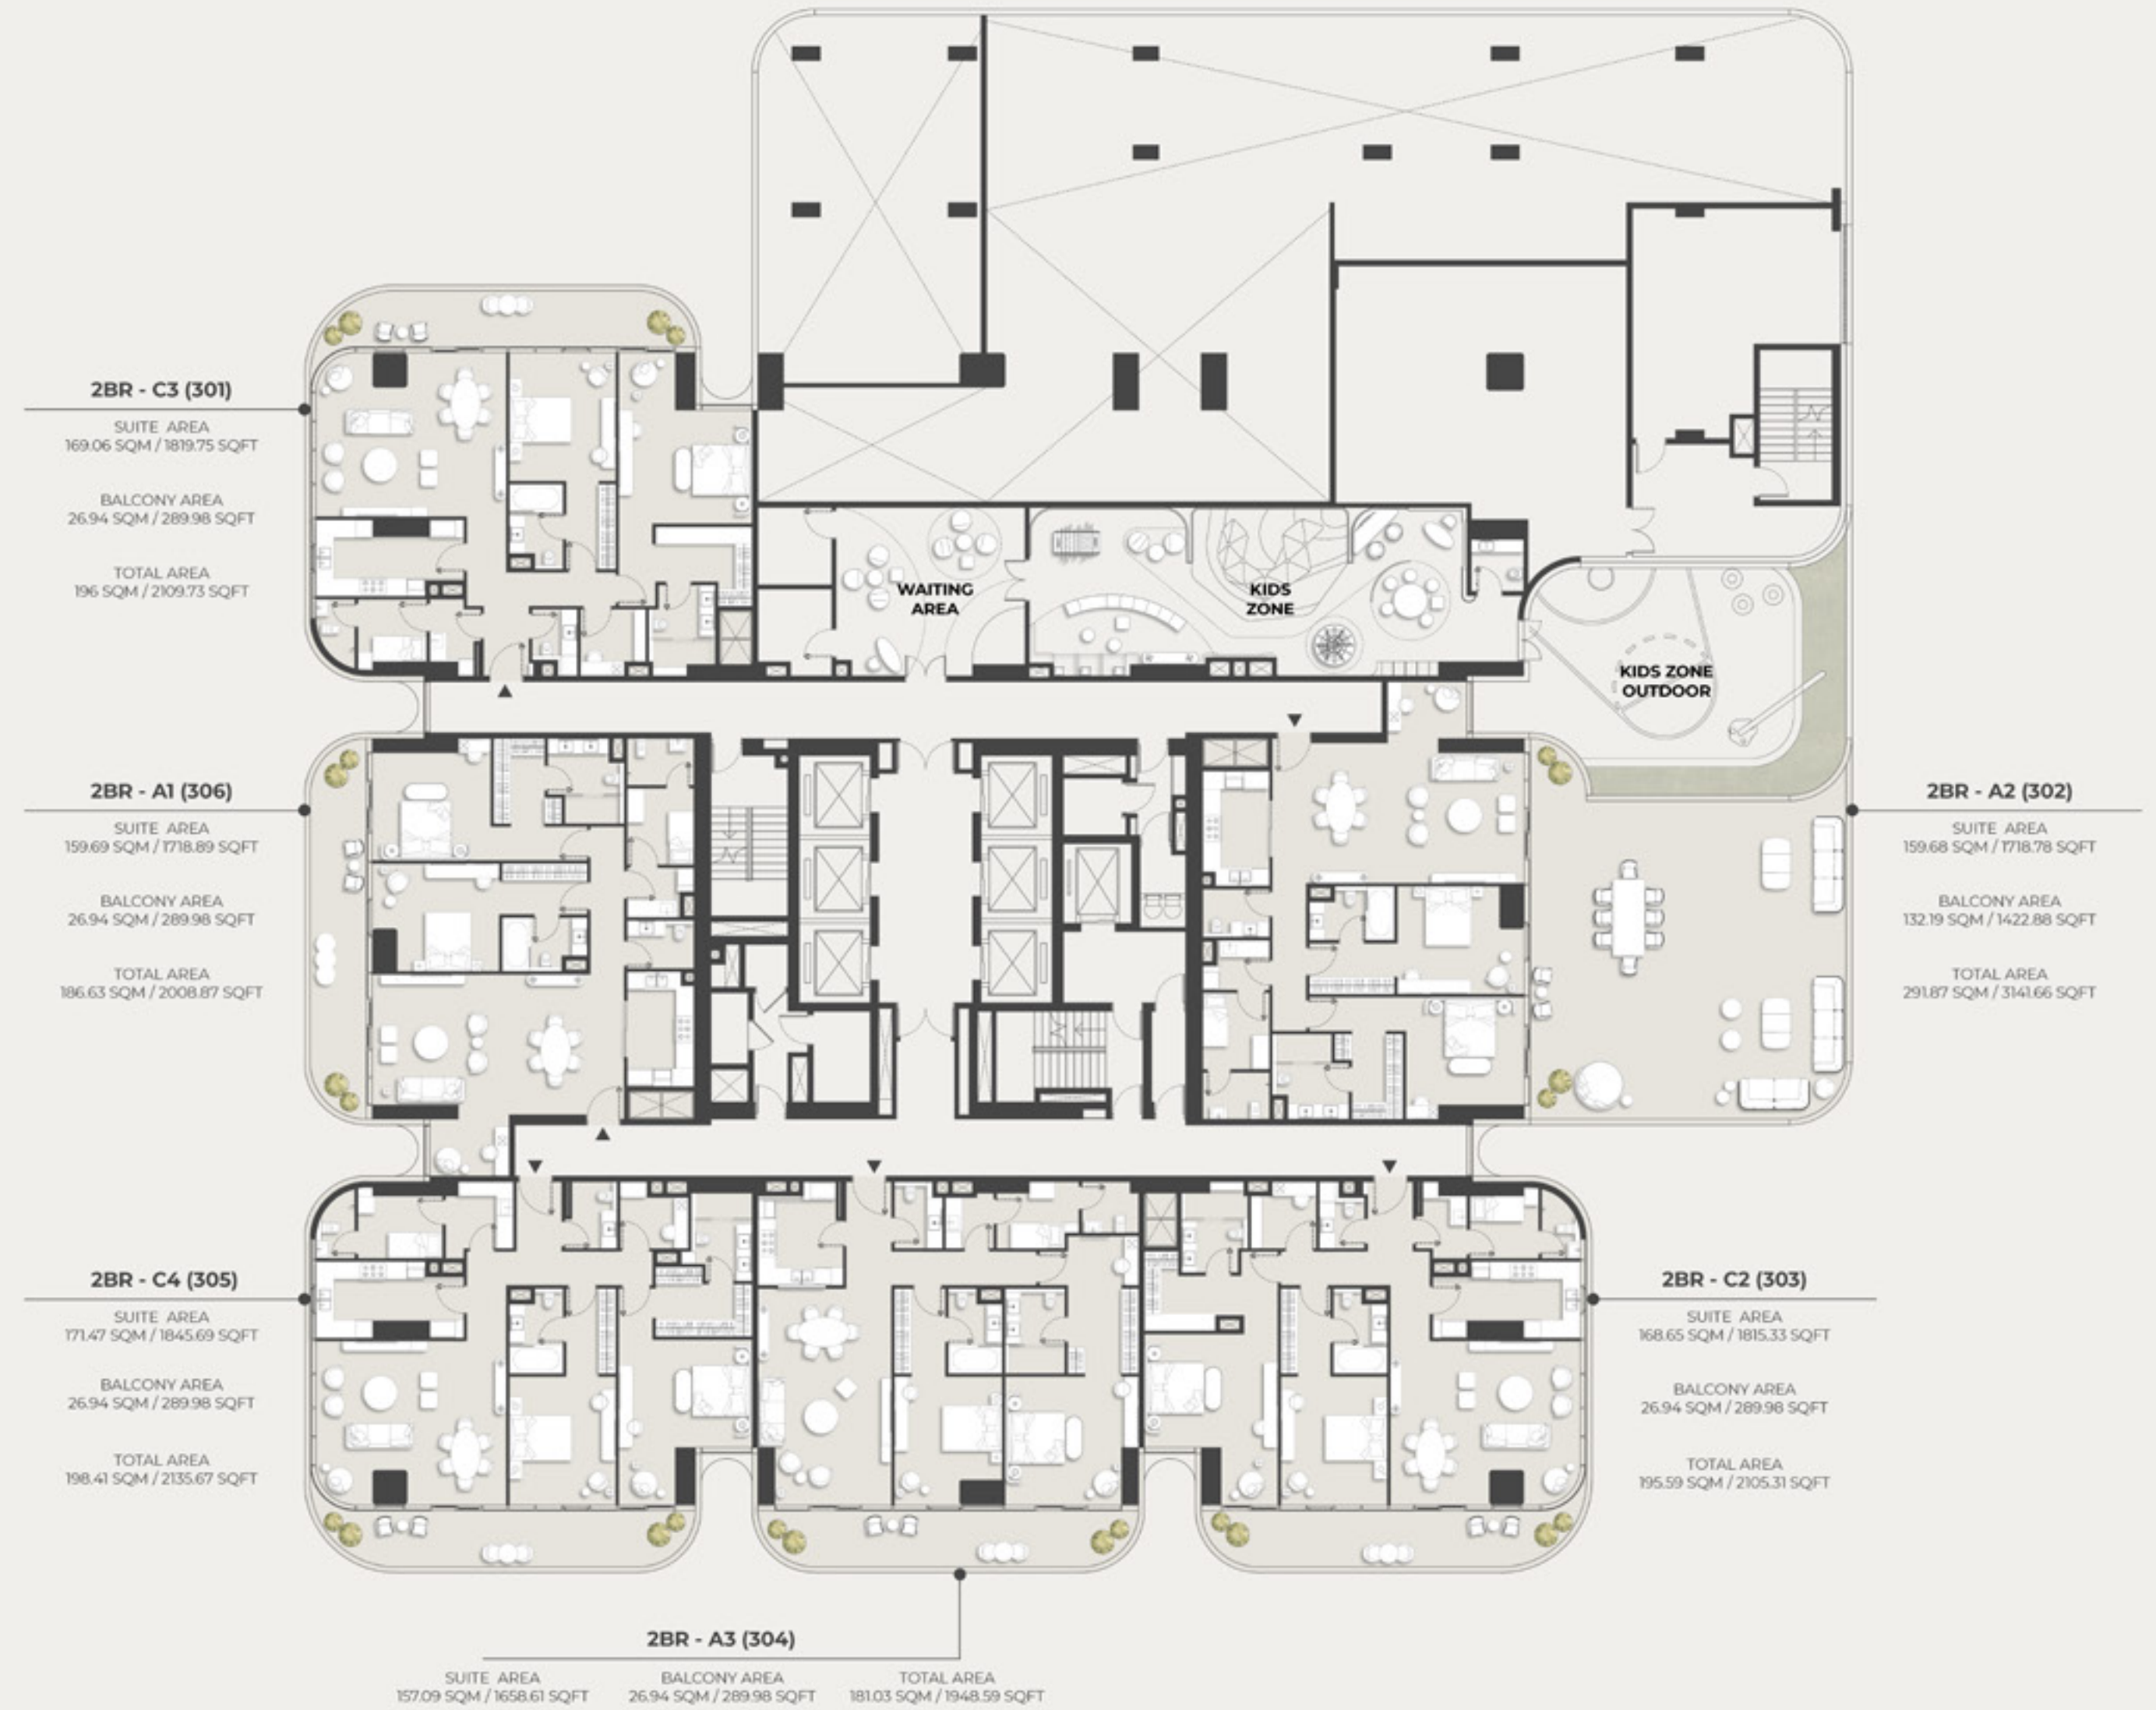 2BR - C3 (301)
SUITE AREA
169.06 SQM / 1819.75 SQFT
BALCONY AREA
26.94 SQM / 289.98 SQFT
TOTAL AREA
196 SQM / 2109.73 SQFT
WAITING
AREA
KIDS
ZONE
KIDS ZONE
OUTDOOR
2BR - A1 (306)
SUITE AREA
159.69 SQM / 1718.89 SQFT
BALCONY AREA
26.94 SQM / 289.98 SQFT
TOTAL AREA
186.63 SQM / 2008.87 SQFT
2BR - A2 (302)
SUITE AREA
159.68 SQM / 1718.78 SQFT
BALCONY AREA
132.19 SQM / 1422.88 SQFT
TOTAL AREA
291.87 SQM / 3141.66 SQFT
2BR - C4 (305)
SUITE AREA
171.47 SQM / 1845.69 SQFT
BALCONY AREA
26.94 SQM / 289.98 SQFT
TOTAL AREA
198.41 SQM / 2135.67 SQFT
2BR - C2 (303)
SUITE AREA
168.65 SQM / 1815.33 SQFT
BALCONY AREA
26.94 SQM / 289.98 SQFT
TOTAL AREA
195.59 SQM / 2105.31 SQFT
2BR - A3 (304)
SUITE AREA
157.09 SQM / 1658.61 SQFT
BALCONY AREA
26.94 SQM / 289.98 SQFT
TOTAL AREA
181.03 SQM / 1948.59 SQFT